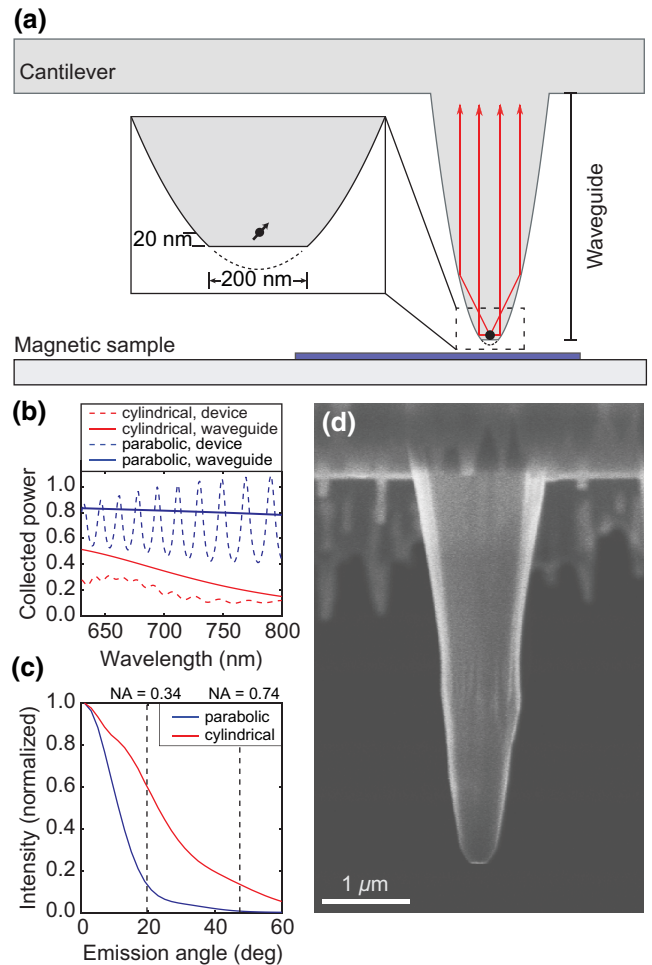 (a)
Cantilever
Waveguide
20 nm
200 nm
Magnetic sample
(b)
cylindrical, device
cylindrical, waveguide
parabolic, device
parabolic, waveguide
Collected power
1.0
0.8
0.6
0.4
0.2
0.0
650
700
750
800
Wavelength (nm)
(c)
NA = 0.34
NA = 0.74
parabolic
cylindrical
Intensity (normalized)
1.0
0.8
0.6
0.4
0.2
0.0
0
20
40
60
Emission angle (deg)
(d)
1 µm